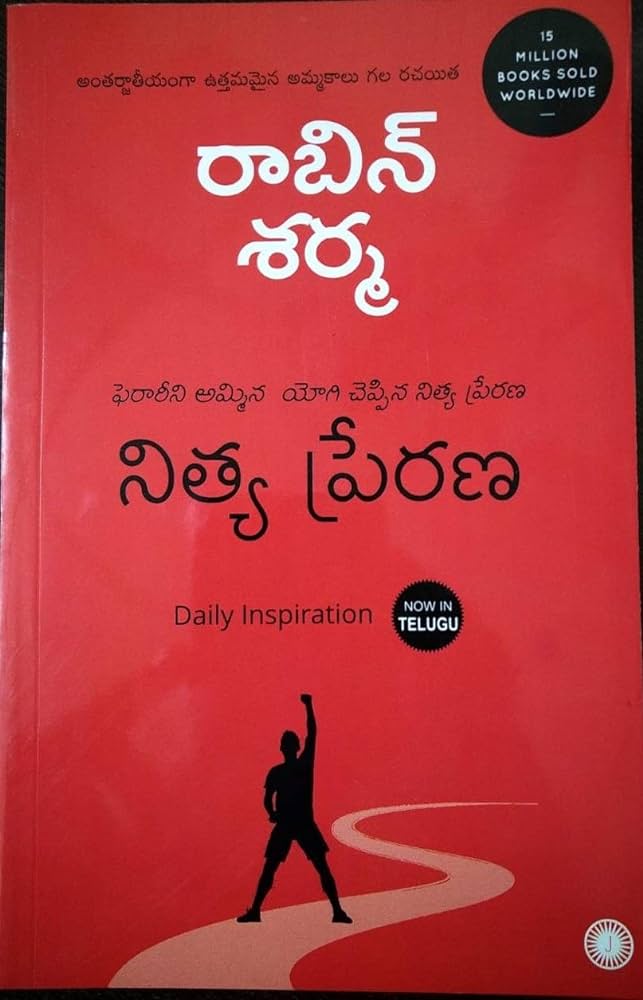 15
MILLION
BOOKS SOLD
WORLDWIDE
అంతర్జాతీయంగా ఉత్తమమైన అమ్మకాలు గల రచయిత
రాబిన్
శర్మ
ఫెరారీని అమ్మిన యోగి చెప్పిన నిత్య ప్రేరణ
నిత్య ప్రేరణ
Daily Inspiration
NOW IN
TELUGU
J